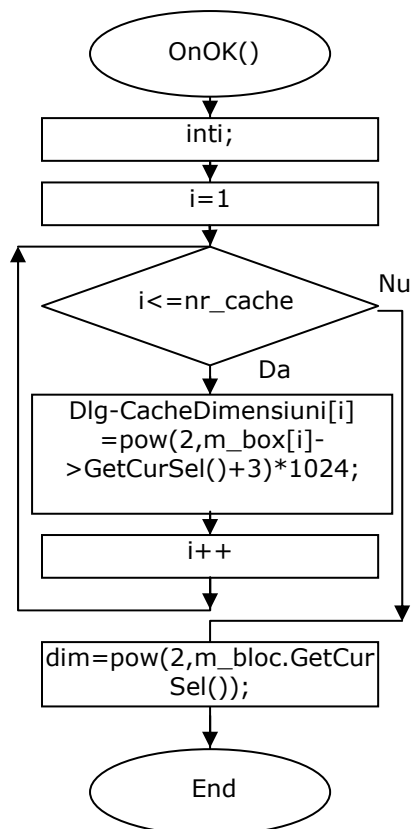 OnOK()
inti;
i=1
i<=nr_cache
Nu
Da
Dlg-CacheDimensiuni[i]
=pow(2,m_box[i]-
>GetCurSel()+3)*1024;
i++
dim=pow(2,m_bloc.GetCur
Sel());
End